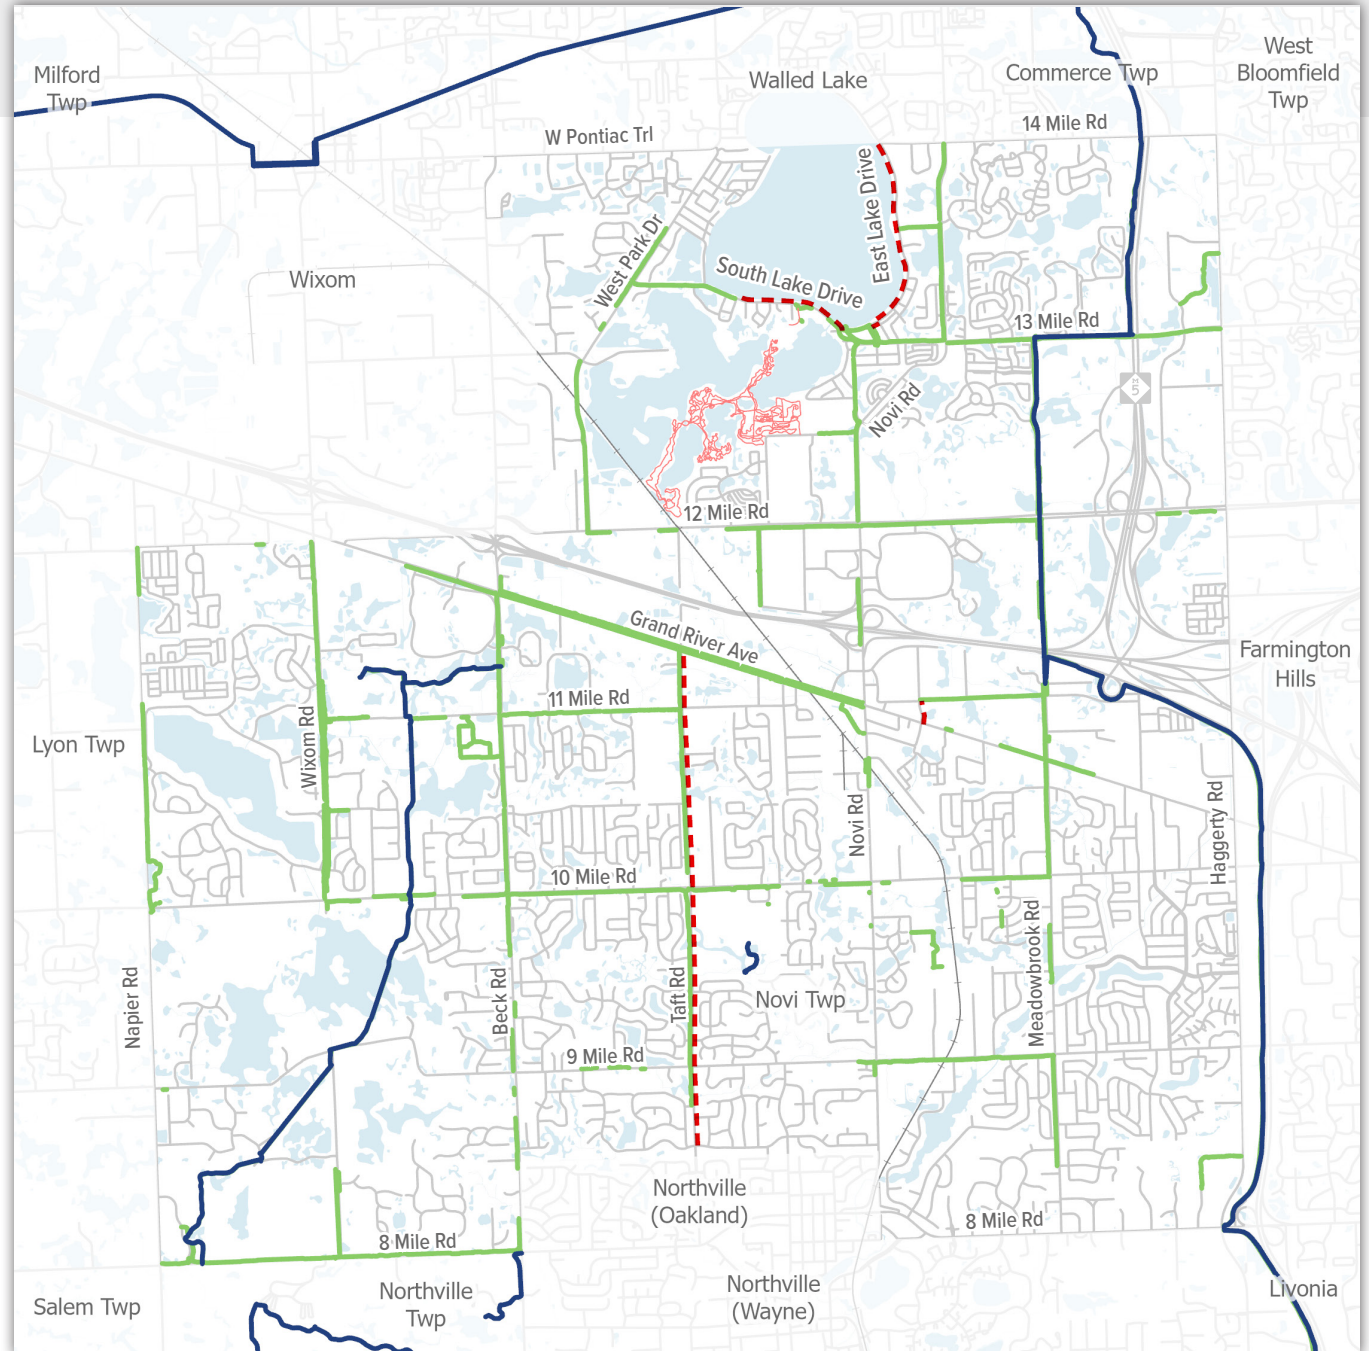 West
Bloomfield
Twp
Milford
Twp
Walled Lake
Commerce Twp
14 Mile Rd
W Pontiac Trl
East Lake Drive
West Park Dr
South Lake Drive
Wixom
13 Mile Rd
M
5
Novi Rd
12 Mile Rd
Grand River Ave
Farmington
Hills
11 Mile Rd
Wixom Rd
Lyon Twp
Novi Rd
Haggerty Rd
10 Mile Rd
Meadowbrook Rd
Napier Rd
Beck Rd
Taft Rd
Novi Twp
9 Mile Rd
Northville
(Oakland)
8 Mile Rd
8 Mile Rd
Northville
Twp
Northville
(Wayne)
Salem Twp
Livonia